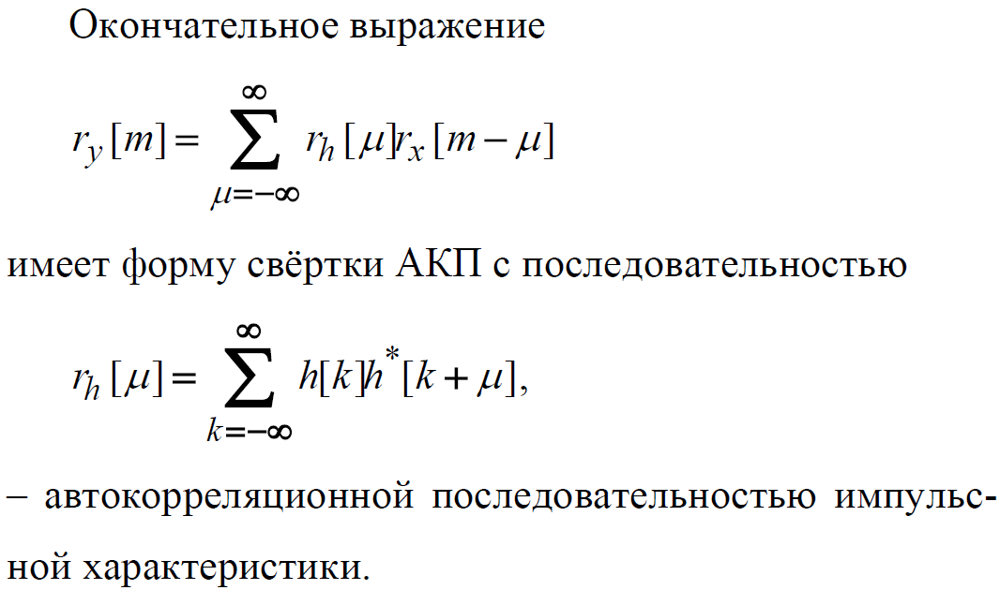 Окончательное выражение
r_y[m] = ∑_{μ=−∞}^{∞} r_h[μ]r_x[m − μ]
имеет форму свёртки АКП с последовательностью
r_h[μ] = ∑_{k=−∞}^{∞} h[k]h^*[k + μ],
– автокорреляционной последовательностью импульс-
ной характеристики.